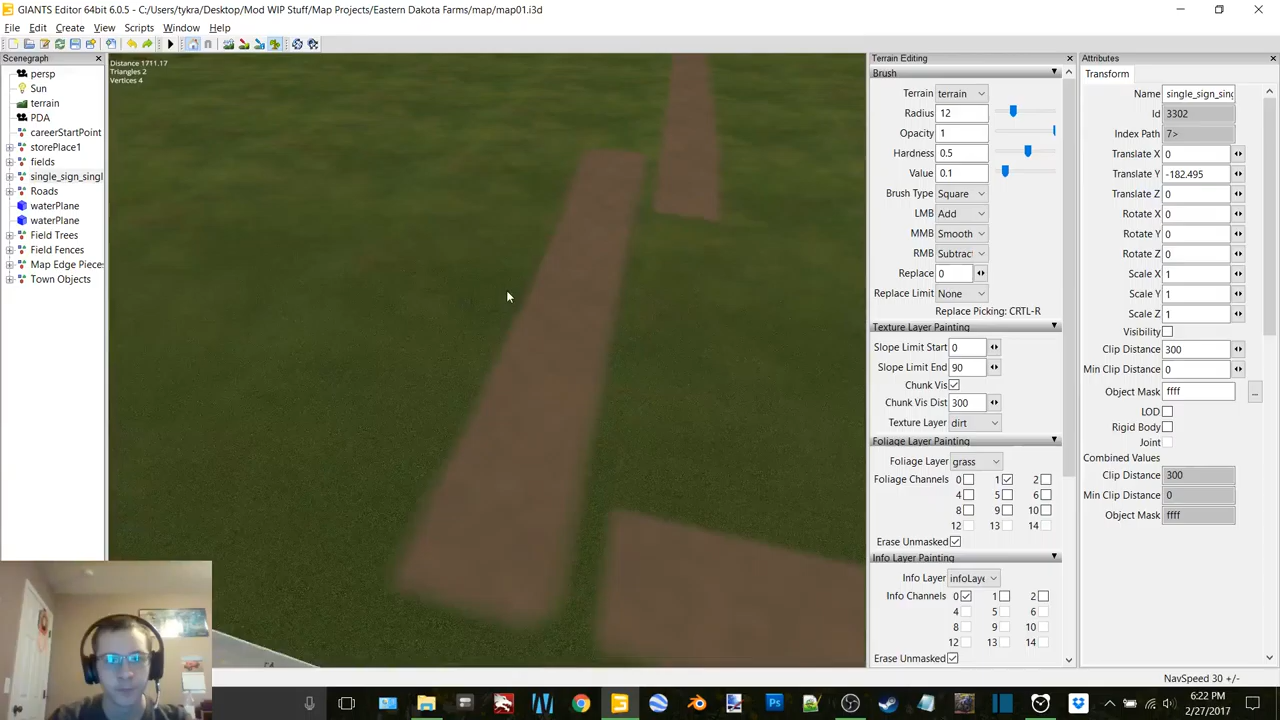 GIANTS Editor 64bit 6.0.5 - C:/Users/tykra/Desktop/Mod WIP Stuff/Map Projects/Eastern Dakota Farms/map/map01.i3d
File Edit Create View Scripts Window Help
Scenegraph
persp
Sun
terrain
PDA
careerStartPoint
storePlace1
fields
single_sign_singl
Roads
waterPlane
waterPlane
Field Trees
Field Fences
Map Edge Piece
Town Objects
Distance 1711.17
Triangles 2
Vertices 4
Terrain Editing
Brush
Terrain terrain
Radius 12
Opacity 1
Hardness 0.5
Value 0.1
Brush Type Square
LMB Add
MMB Smooth
RMB Subtrac
Replace 0
Replace Limit None
Replace Picking: CRTL-R
Texture Layer Painting
Slope Limit Start 0
Slope Limit End 90
Chunk Vis
Chunk Vis Dist 300
Texture Layer dirt
Foliage Layer Painting
Foliage Layer grass
Foliage Channels 0 1 2
4 5 6
8 9 10
12 13 14
Erase Unmasked
Info Layer Painting
Info Layer infoLaye
Info Channels 0 1 2
4 5 6
8 9 10
12 13 14
Erase Unmasked
Attributes
Transform
Name single_sign_sing
Id 3302
Index Path 7>
Translate X 0
Translate Y -182.495
Translate Z 0
Rotate X 0
Rotate Y 0
Rotate Z 0
Scale X 1
Scale Y 1
Scale Z 1
Visibility
Clip Distance 300
Min Clip Distance 0
Object Mask ffff
...
LOD
Rigid Body
Joint
Combined Values
Clip Distance 300
Min Clip Distance 0
Object Mask ffff
NavSpeed 30 +/-
6:22 PM
2/27/2017